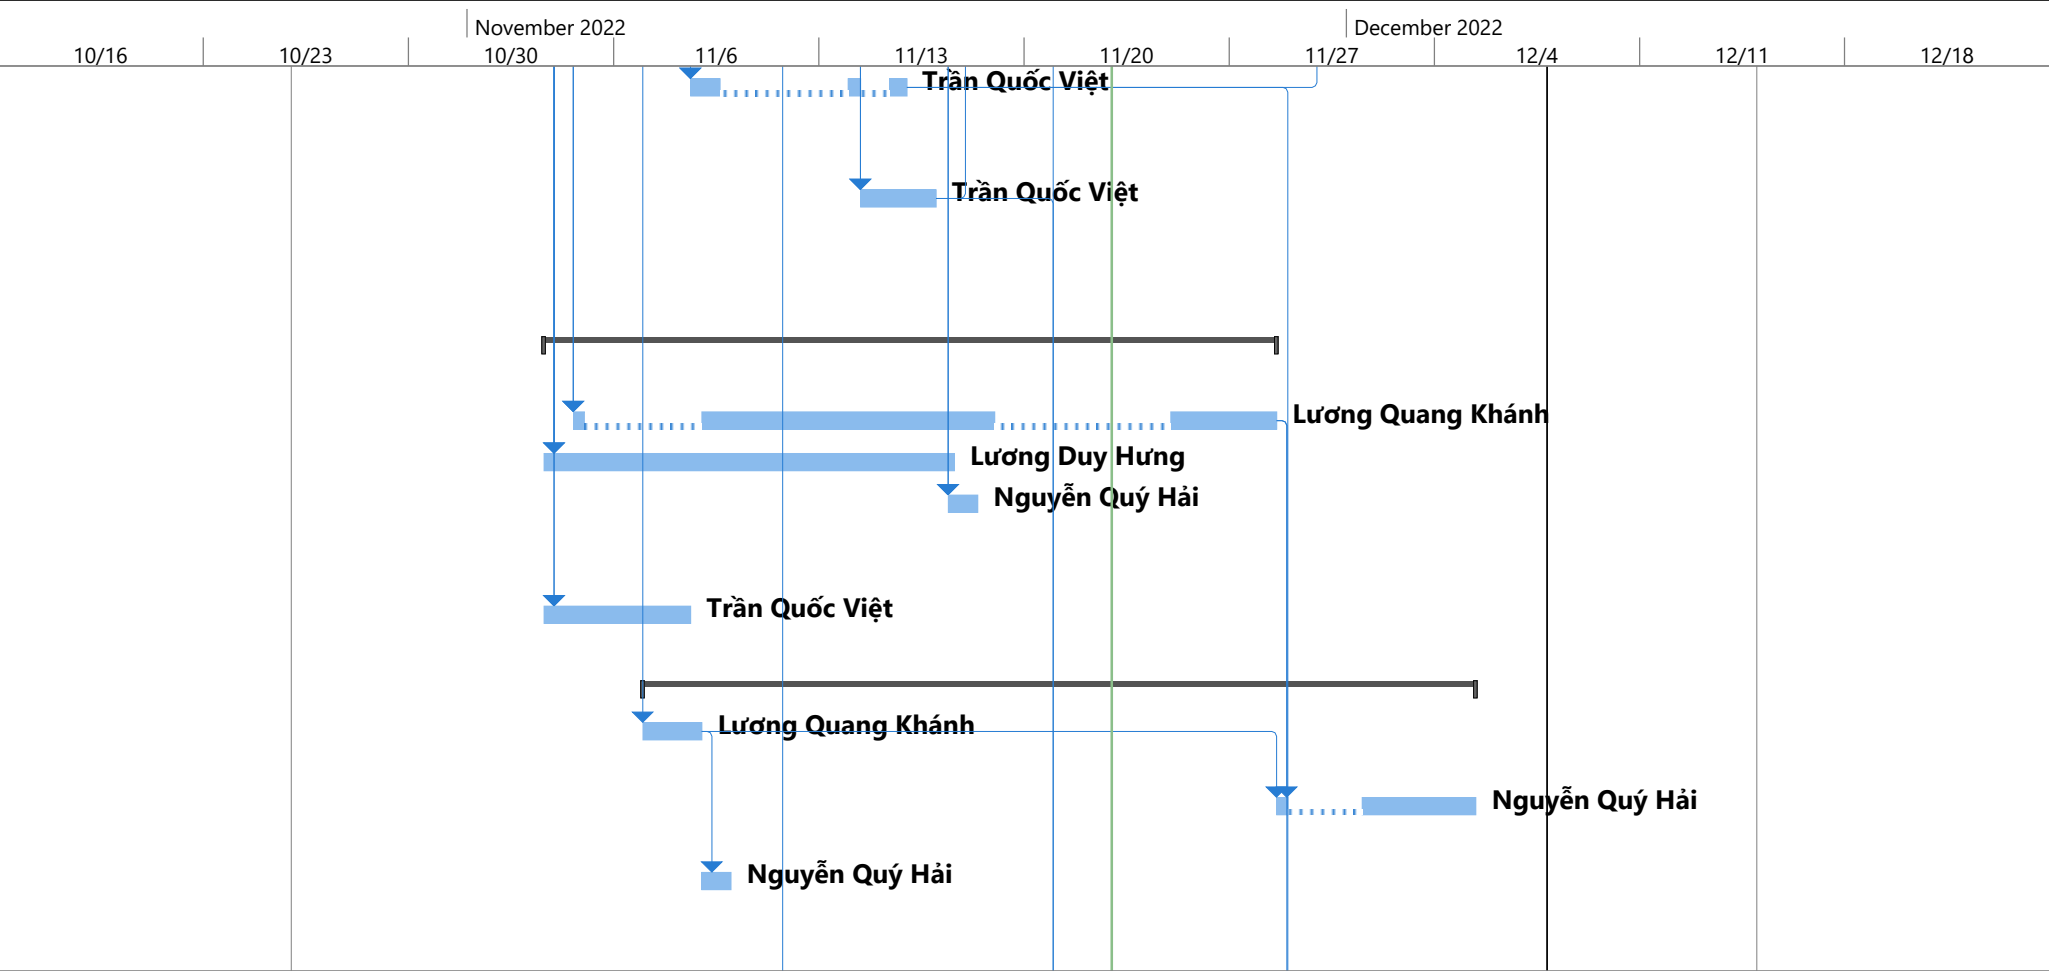 November 2022 December 2022
10/16 10/23 10/30 11/6 11/13 11/20 11/27 12/4 12/11 12/18
Trần Quốc Việt
Trần Quốc Việt
Lương Quang Khánh
Lương Duy Hưng
Nguyễn Quý Hải
Trần Quốc Việt
Lương Quang Khánh
Nguyễn Quý Hải
Nguyễn Quý Hải